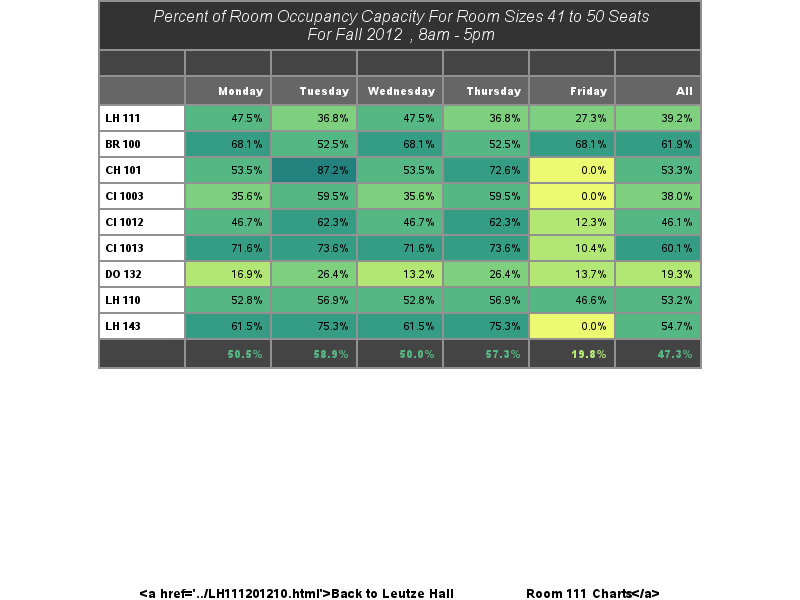 Percent of Room Occupancy Capacity For Room Sizes 41 to 50 Seats
For Fall 2012 , 8am - 5pm
Monday Tuesday Wednesday Thursday Friday All
LH 111 47.5% 36.8% 47.5% 36.8% 27.3% 39.2%
BR 100 68.1% 52.5% 68.1% 52.5% 68.1% 61.9%
CH 101 53.5% 87.2% 53.5% 72.6% 0.0% 53.3%
CI 1003 35.6% 59.5% 35.6% 59.5% 0.0% 38.0%
CI 1012 46.7% 62.3% 46.7% 62.3% 12.3% 46.1%
CI 1013 71.6% 73.6% 71.6% 73.6% 10.4% 60.1%
DO 132 16.9% 26.4% 13.2% 26.4% 13.7% 19.3%
LH 110 52.8% 56.9% 52.8% 56.9% 46.6% 53.2%
LH 143 61.5% 75.3% 61.5% 75.3% 0.0% 54.7%
50.5% 58.9% 50.0% 57.3% 19.8% 47.3%
<a href='../LH111201210.html'>Back to Leutze Hall Room 111 Charts</a>